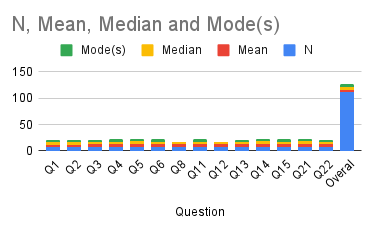 N, Mean, Median and Mode(s)
Mode(s) Median Mean N
150
100
50
0
Q1 Q2 Q3 Q4 Q5 Q6 Q8 Q11 Q12 Q13 Q14 Q15 Q21 Q22 Overal
Question